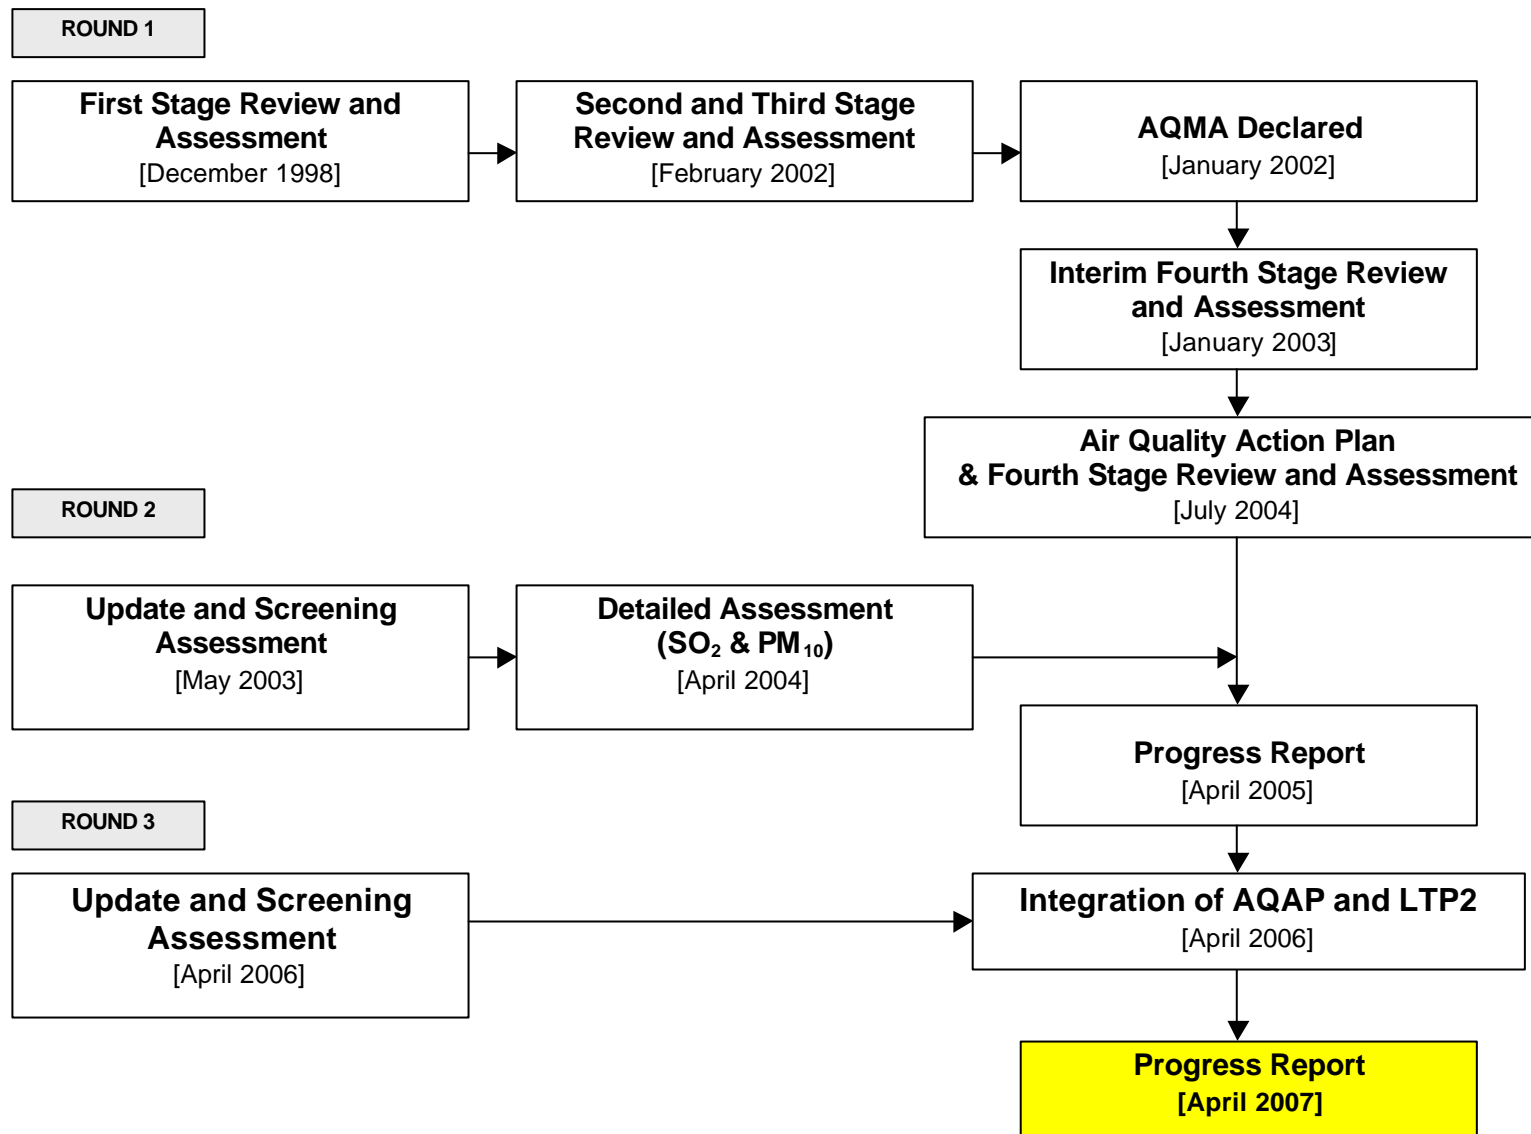 ROUND 1
First Stage Review and
Assessment
[December 1998]
Second and Third Stage
Review and Assessment
[February 2002]
AQMA Declared
[January 2002]
Interim Fourth Stage Review
and Assessment
[January 2003]
Air Quality Action Plan
& Fourth Stage Review and Assessment
[July 2004]
ROUND 2
Update and Screening
Assessment
[May 2003]
Detailed Assessment
(SO₂ & PM₁₀)
[April 2004]
Progress Report
[April 2005]
ROUND 3
Update and Screening
Assessment
[April 2006]
Integration of AQAP and LTP2
[April 2006]
Progress Report
[April 2007]